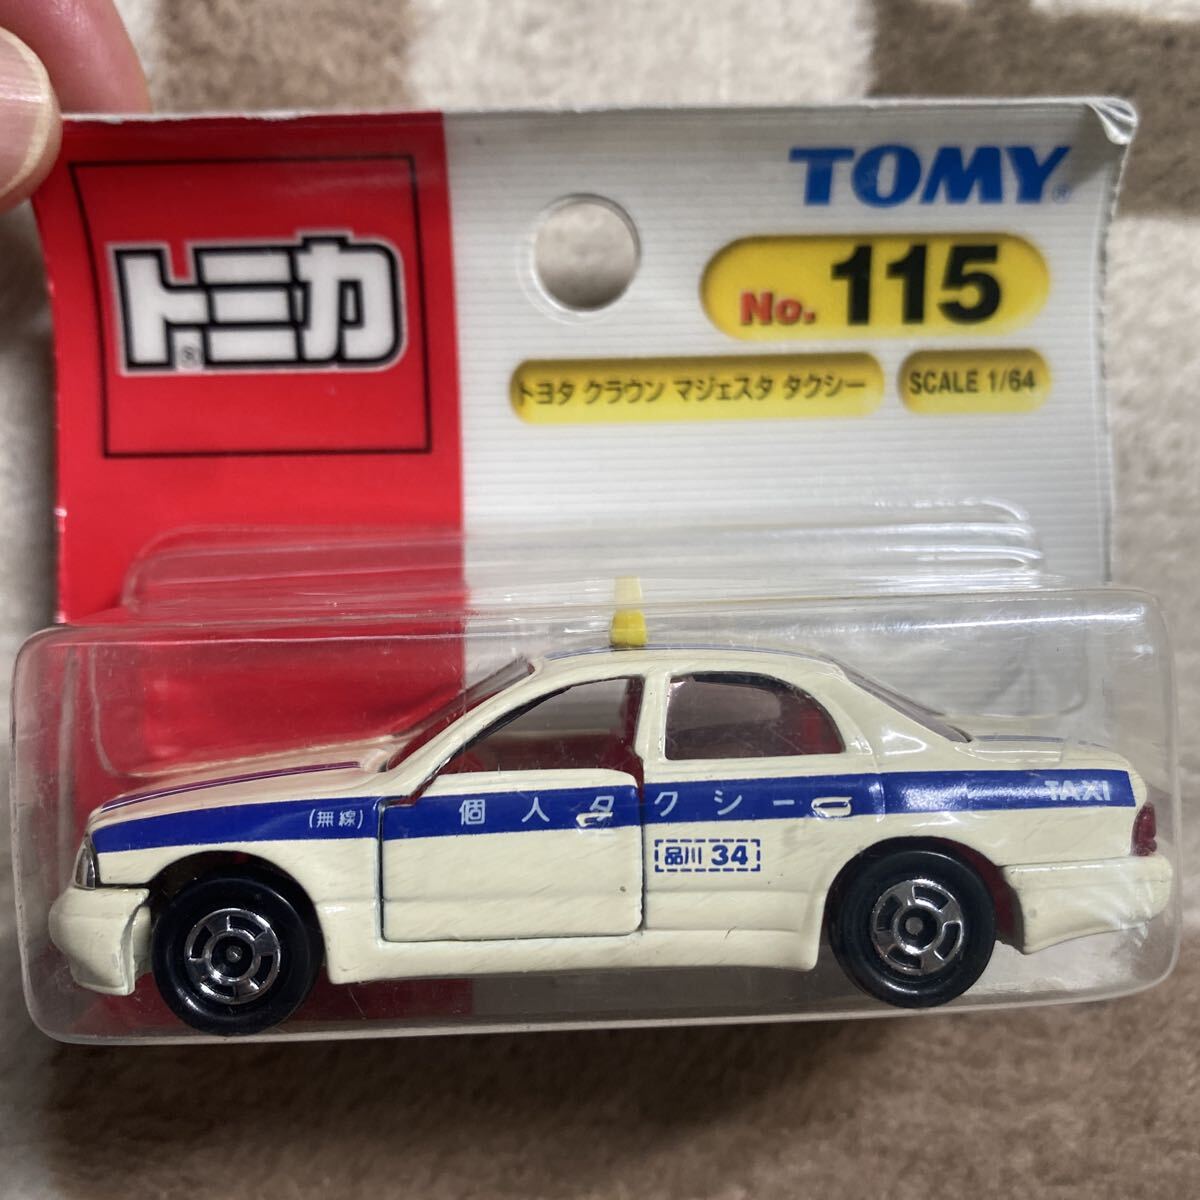 トミカ®
TOMY®
No. 115
トヨタ クラウン マジェスタ タクシー
SCALE 1/64
(無線)
個人タクシー
TAXI
品川 34